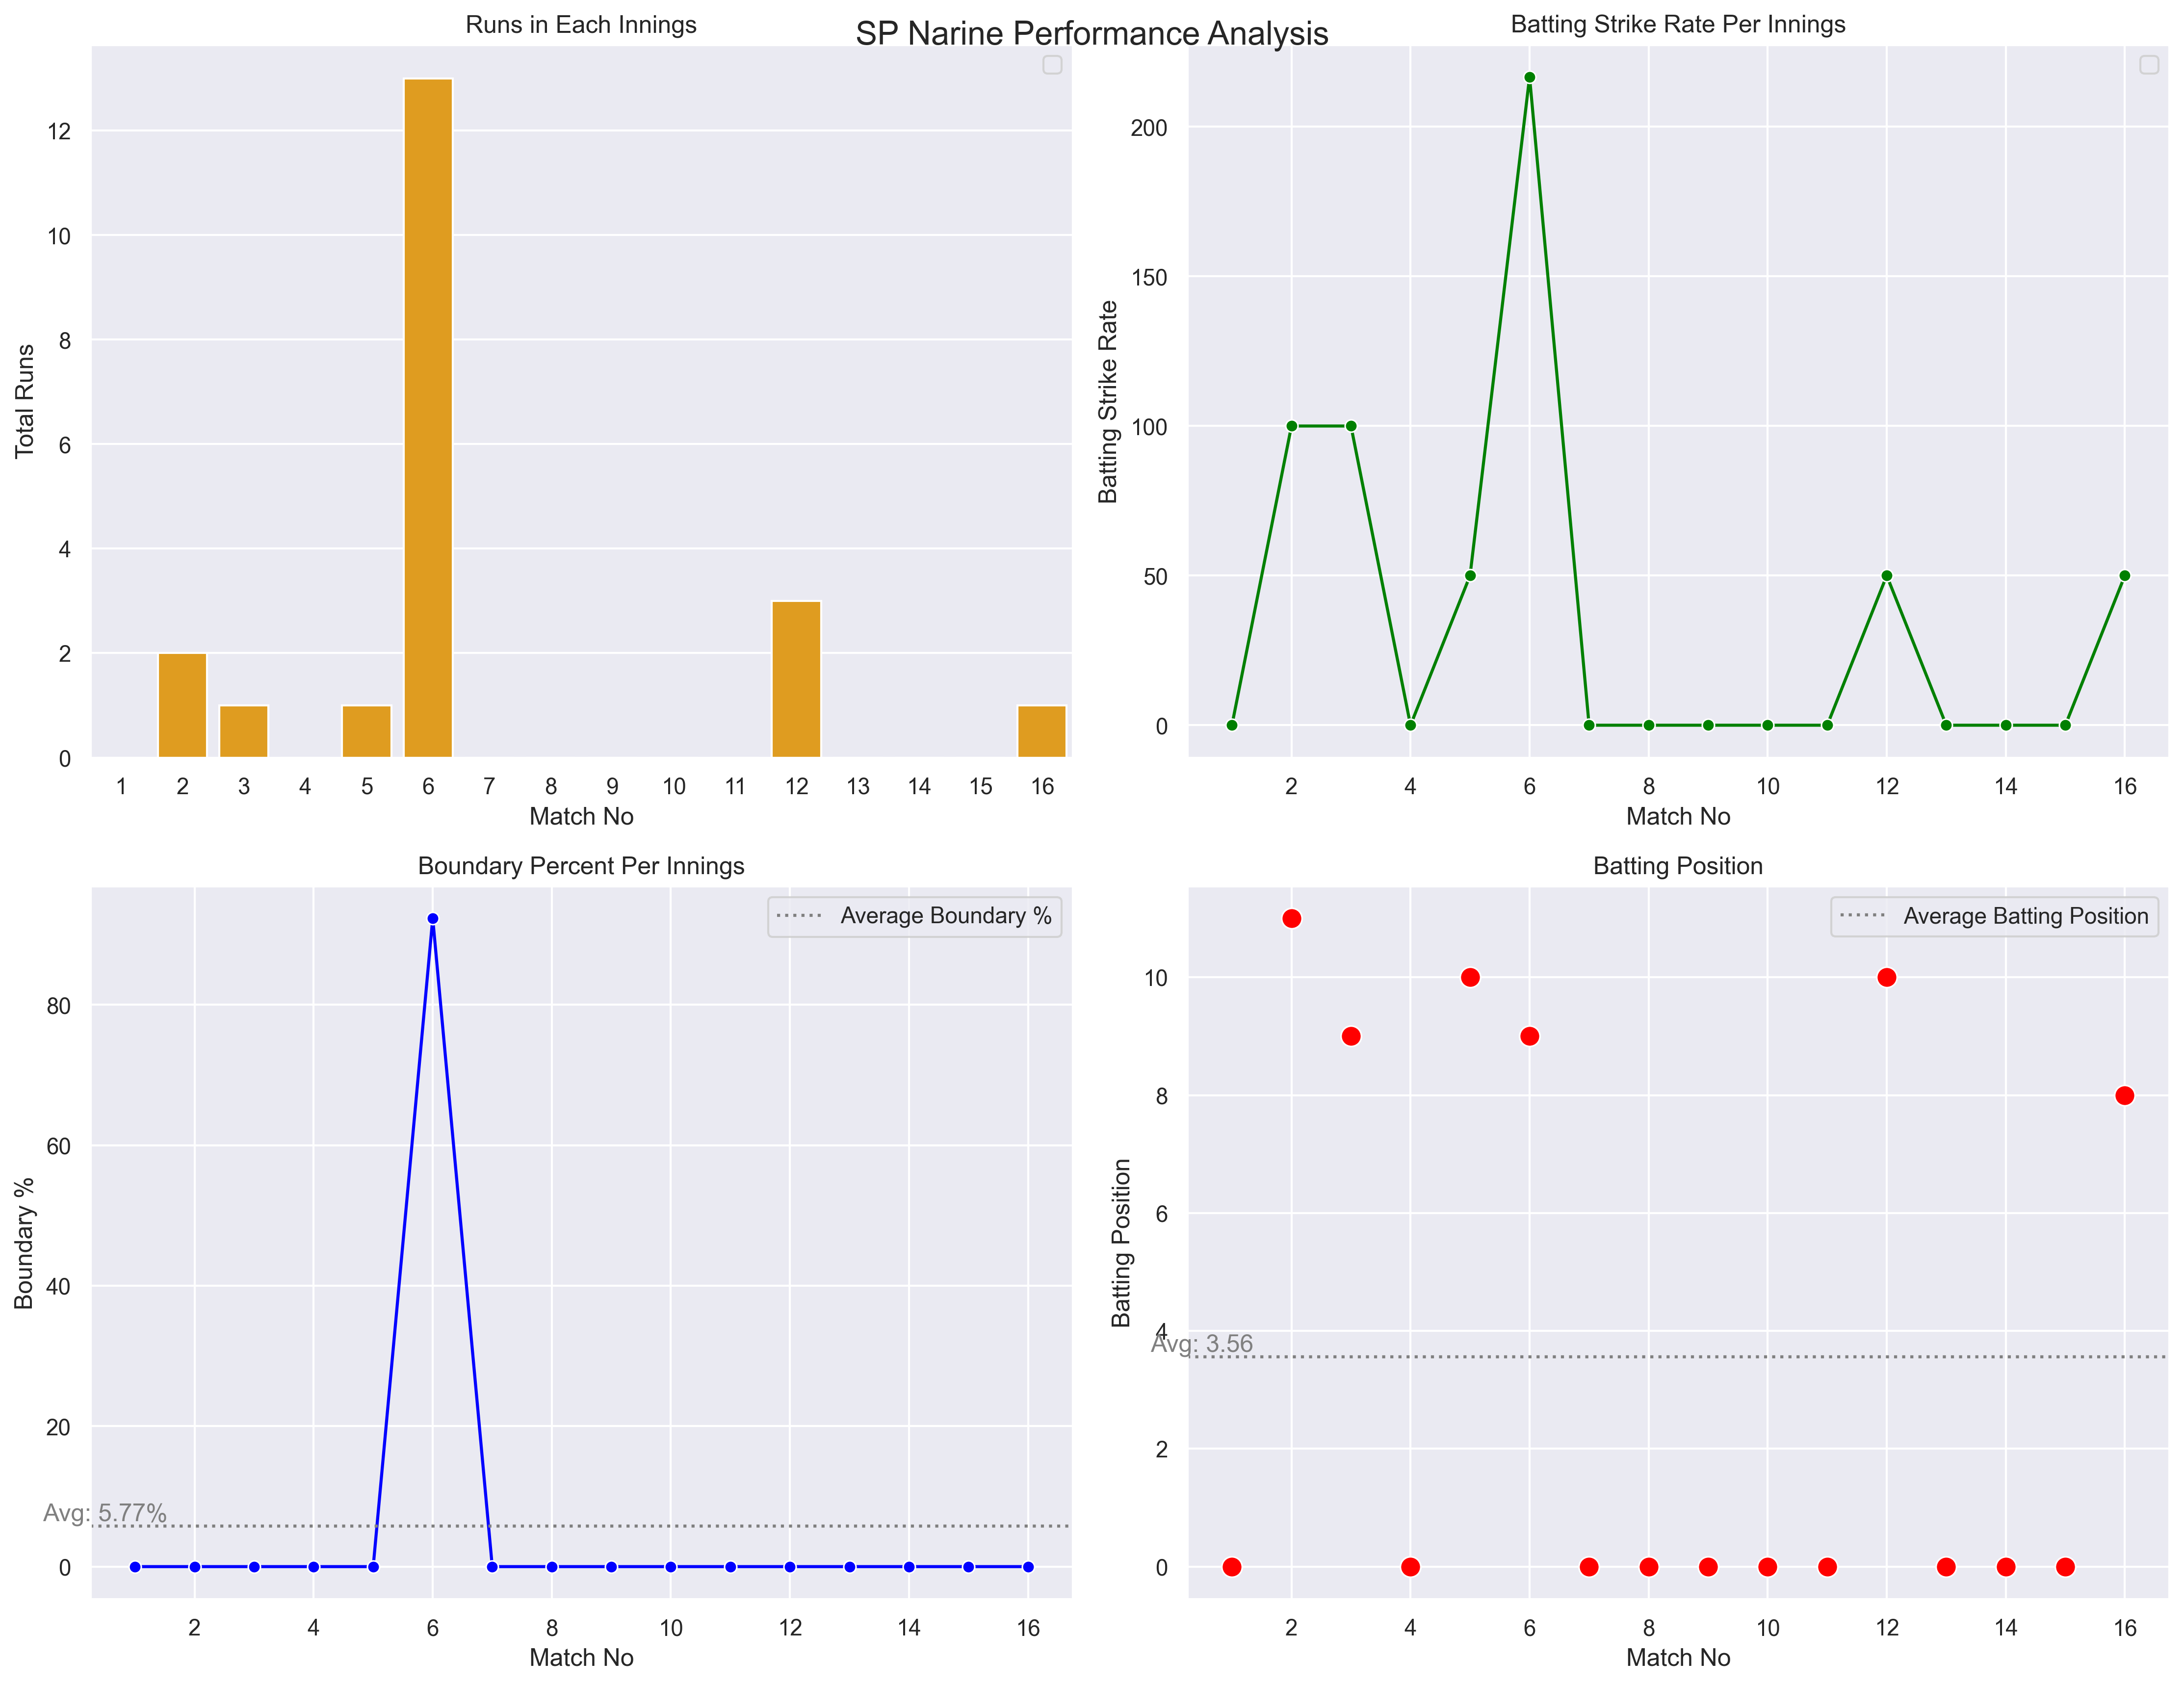 SP Narine Performance Analysis
Runs in Each Innings
Total Runs
12
10
8
6
4
2
0
1 2 3 4 5 6 7 8 9 10 11 12 13 14 15 16
Match No
Batting Strike Rate Per Innings
Batting Strike Rate
200
150
100
50
0
2 4 6 8 10 12 14 16
Match No
Boundary Percent Per Innings
Average Boundary %
Boundary %
80
60
40
20
0
Avg: 5.77%
2 4 6 8 10 12 14 16
Match No
Batting Position
Average Batting Position
Batting Position
10
8
6
4
2
0
Avg: 3.56
2 4 6 8 10 12 14 16
Match No